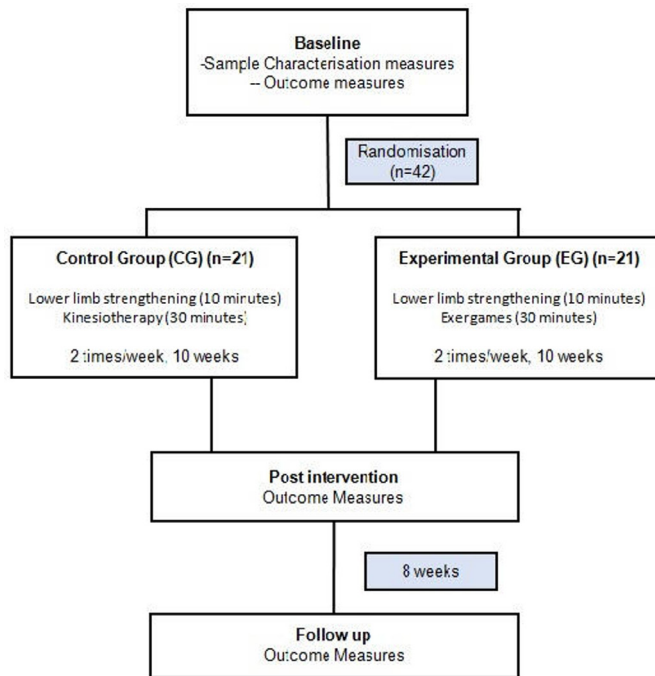 Baseline
-Sample Characterisation measures
-- Outcome measures
Randomisation
(n=42)
Control Group (CG) (n=21)
Lower limb strengthening (10 minutes)
Kinesiotherapy (30 minutes)
2 times/week, 10 weeks
Experimental Group (EG) (n=21)
Lower limb strengthening (10 minutes)
Exergames (30 minutes)
2 times/week, 10 weeks
Post intervention
Outcome Measures
8 weeks
Follow up
Outcome Measures